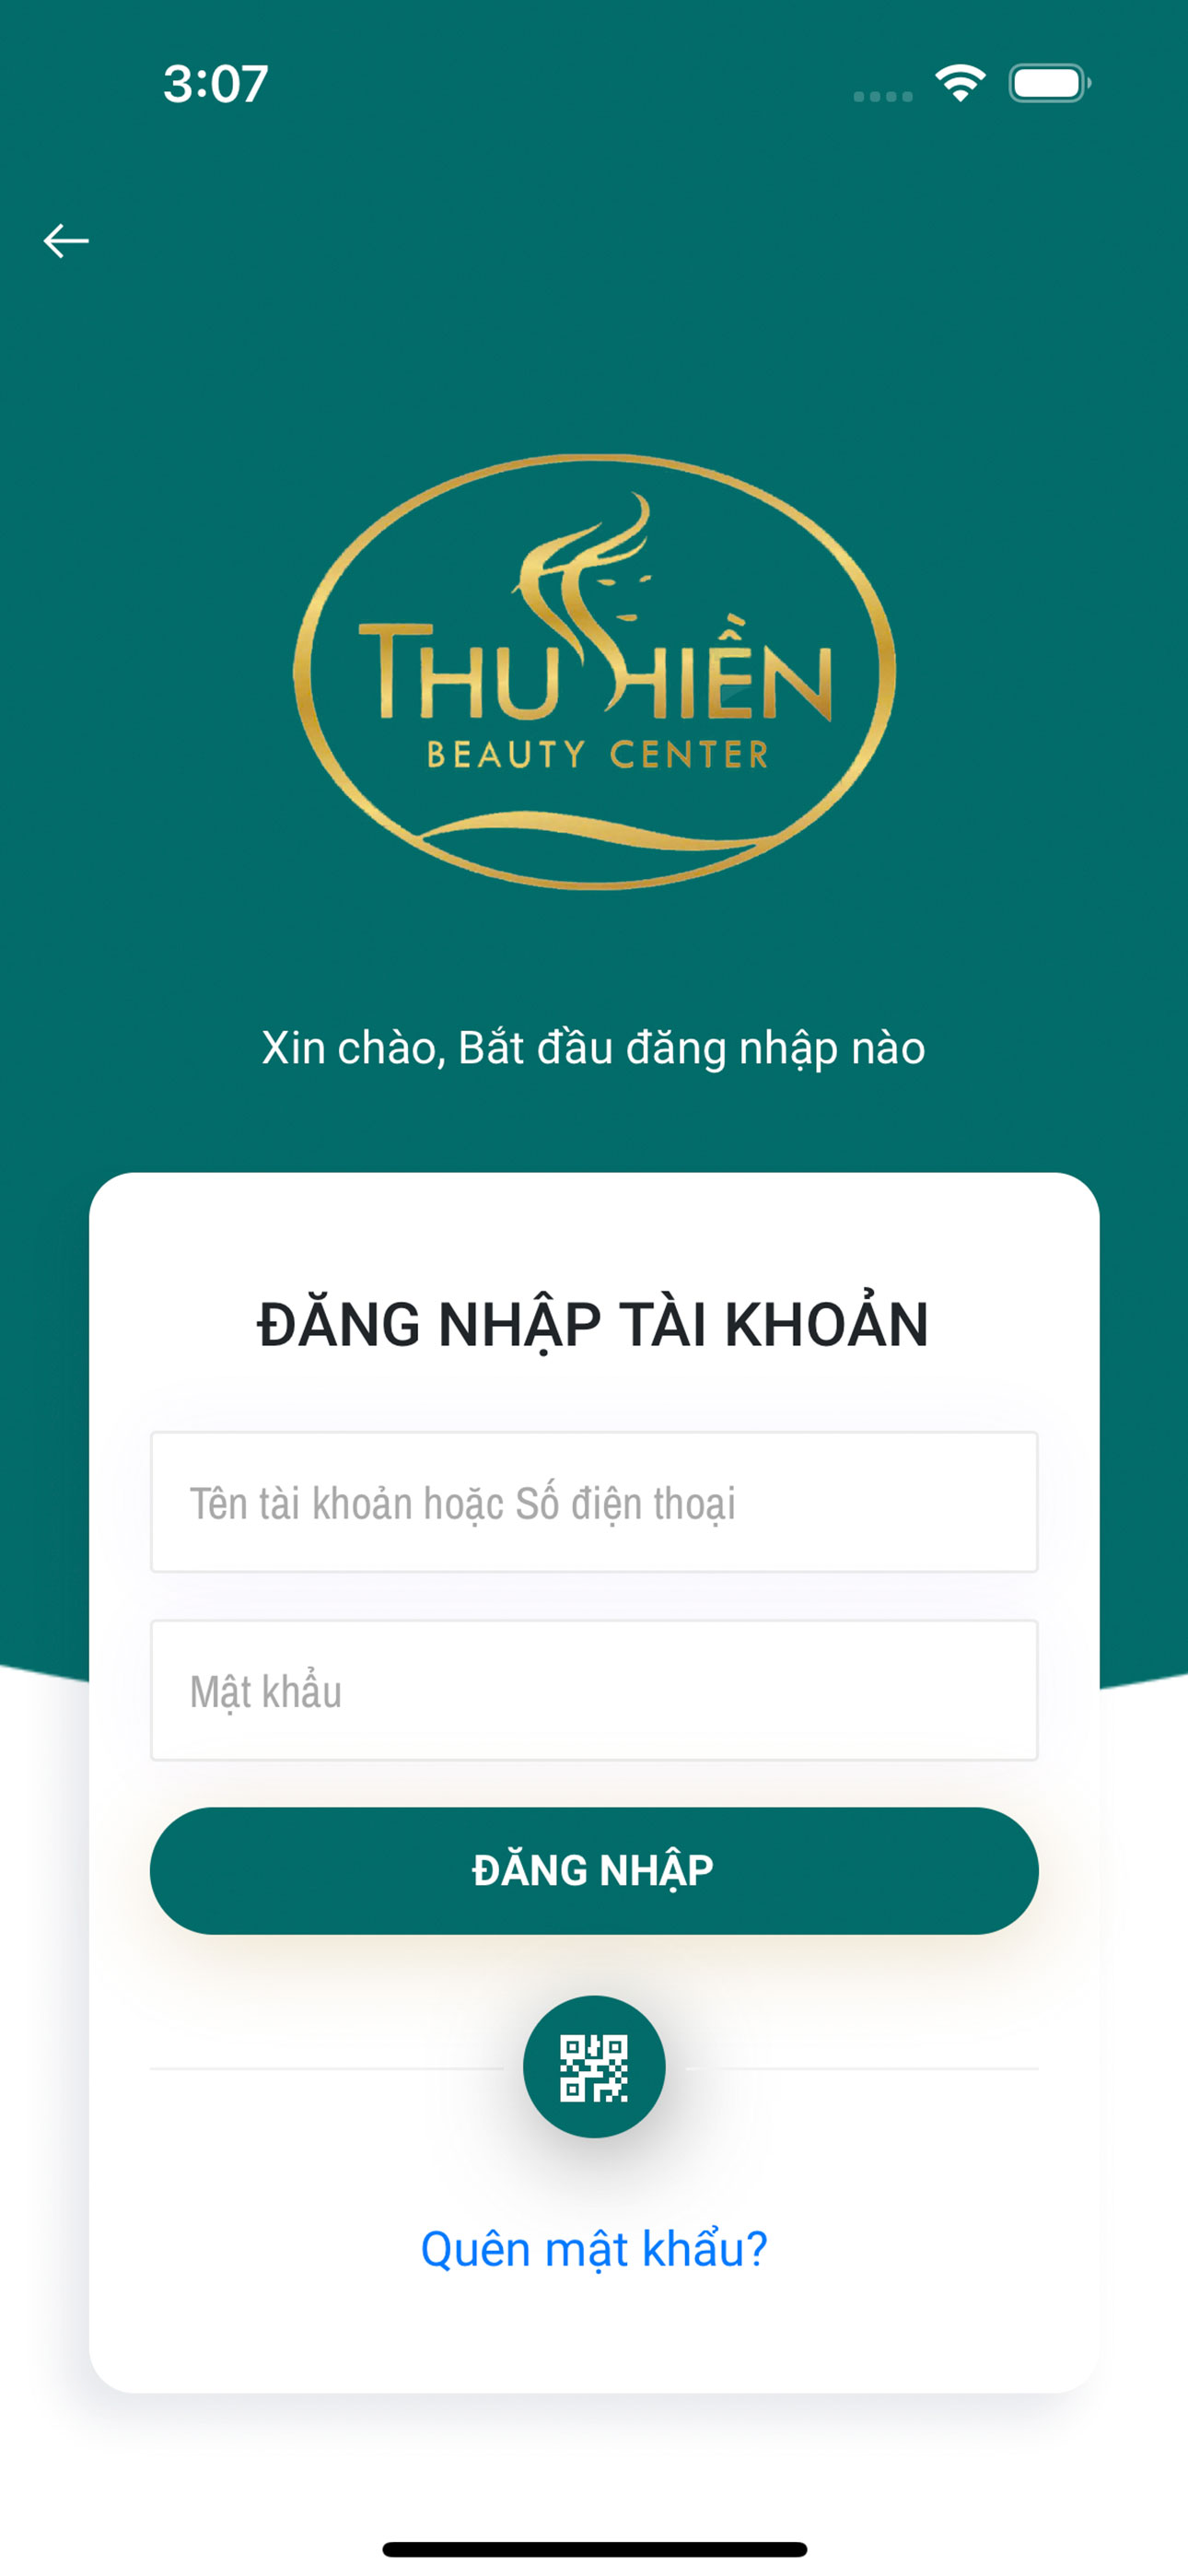 3:07
THU HIỀN
BEAUTY CENTER
Xin chào, Bắt đầu đăng nhập nào
ĐĂNG NHẬP TÀI KHOẢN
Tên tài khoản hoặc Số điện thoại
Mật khẩu
ĐĂNG NHẬP
Quên mật khẩu?